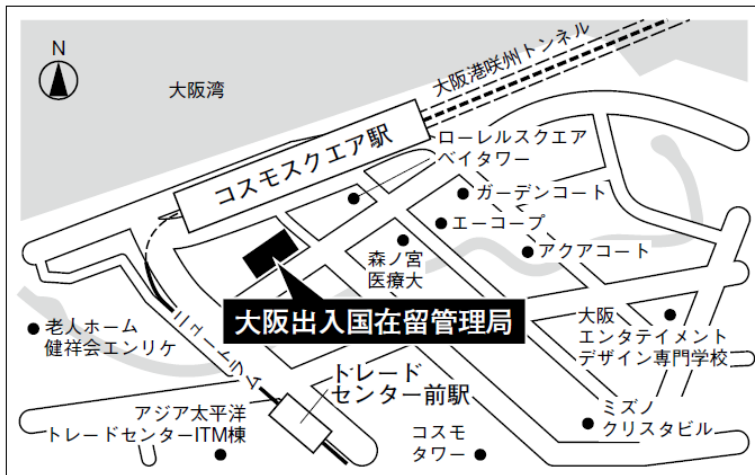 N
大阪湾
大阪港咲州トンネル
コスモスクエア駅
ローレルスクエア
ベイタワー
ガーデンコート
エーコープ
アクアコート
森ノ宮
医療大
大阪出入国在留管理局
老人ホーム
健祥会エンリケ
ニュートラム
大阪
エンタテイメント
デザイン専門学校
トレード
センター前駅
アジア太平洋
トレードセンターITM棟
コスモ
タワー
ミズノ
クリスタビル